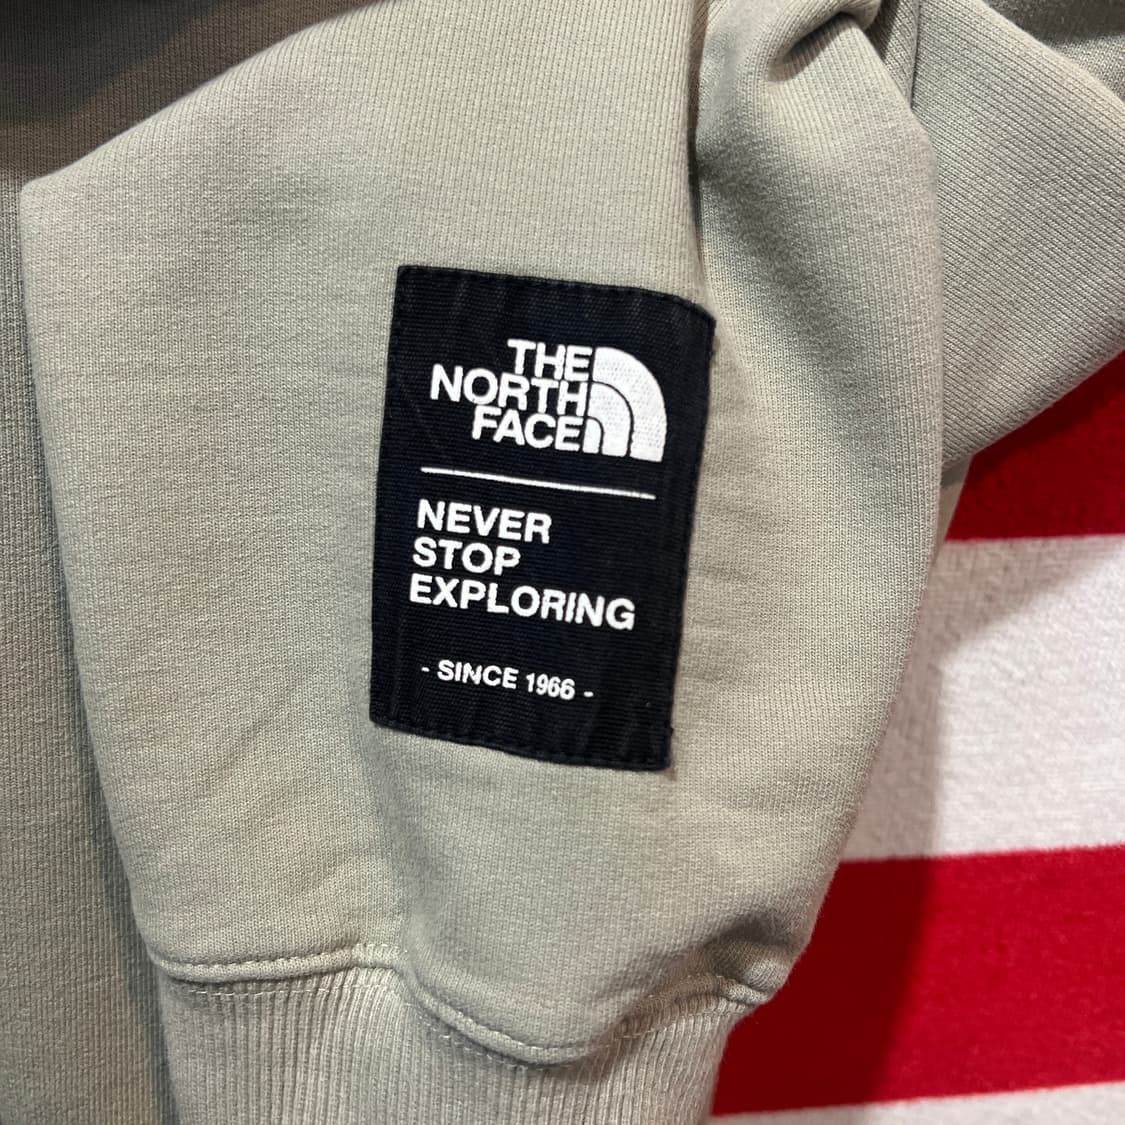 THE
NORTH
FACE
NEVER
STOP
EXPLORING
- SINCE 1966 -